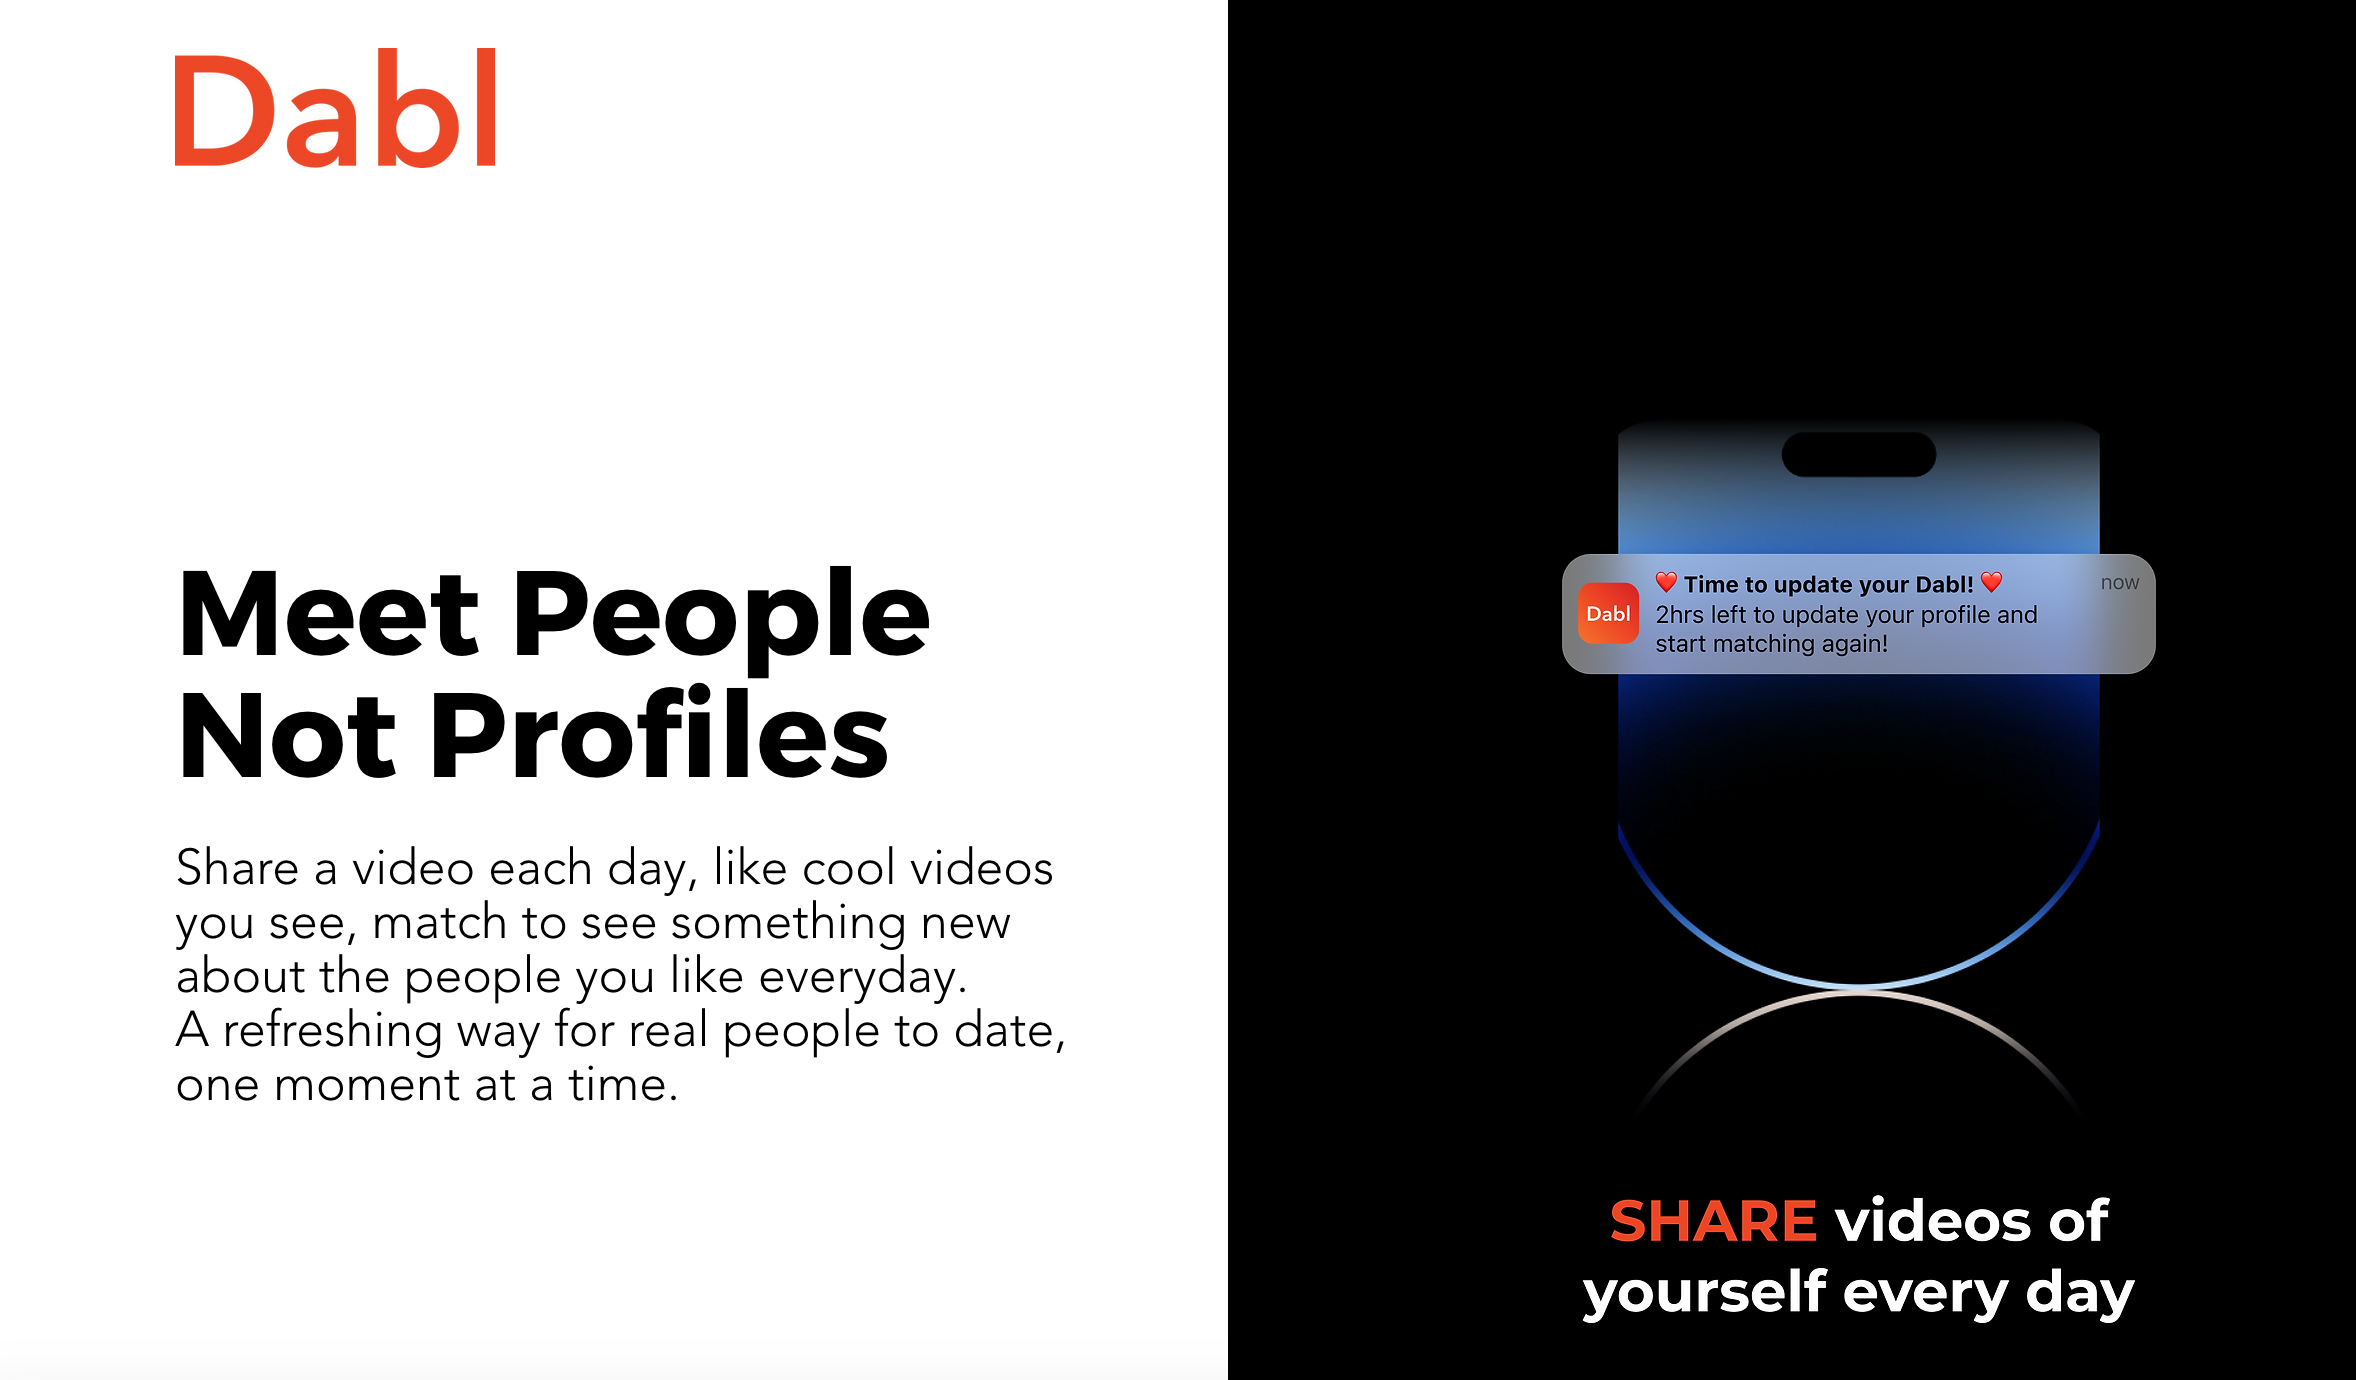 Dabl
Meet People
Not Profiles
Share a video each day, like cool videos
you see, match to see something new
about the people you like everyday.
A refreshing way for real people to date,
one moment at a time.
Dabl
❤️ Time to update your Dabl! ❤️
now
2hrs left to update your profile and
start matching again!
SHARE videos of
yourself every day